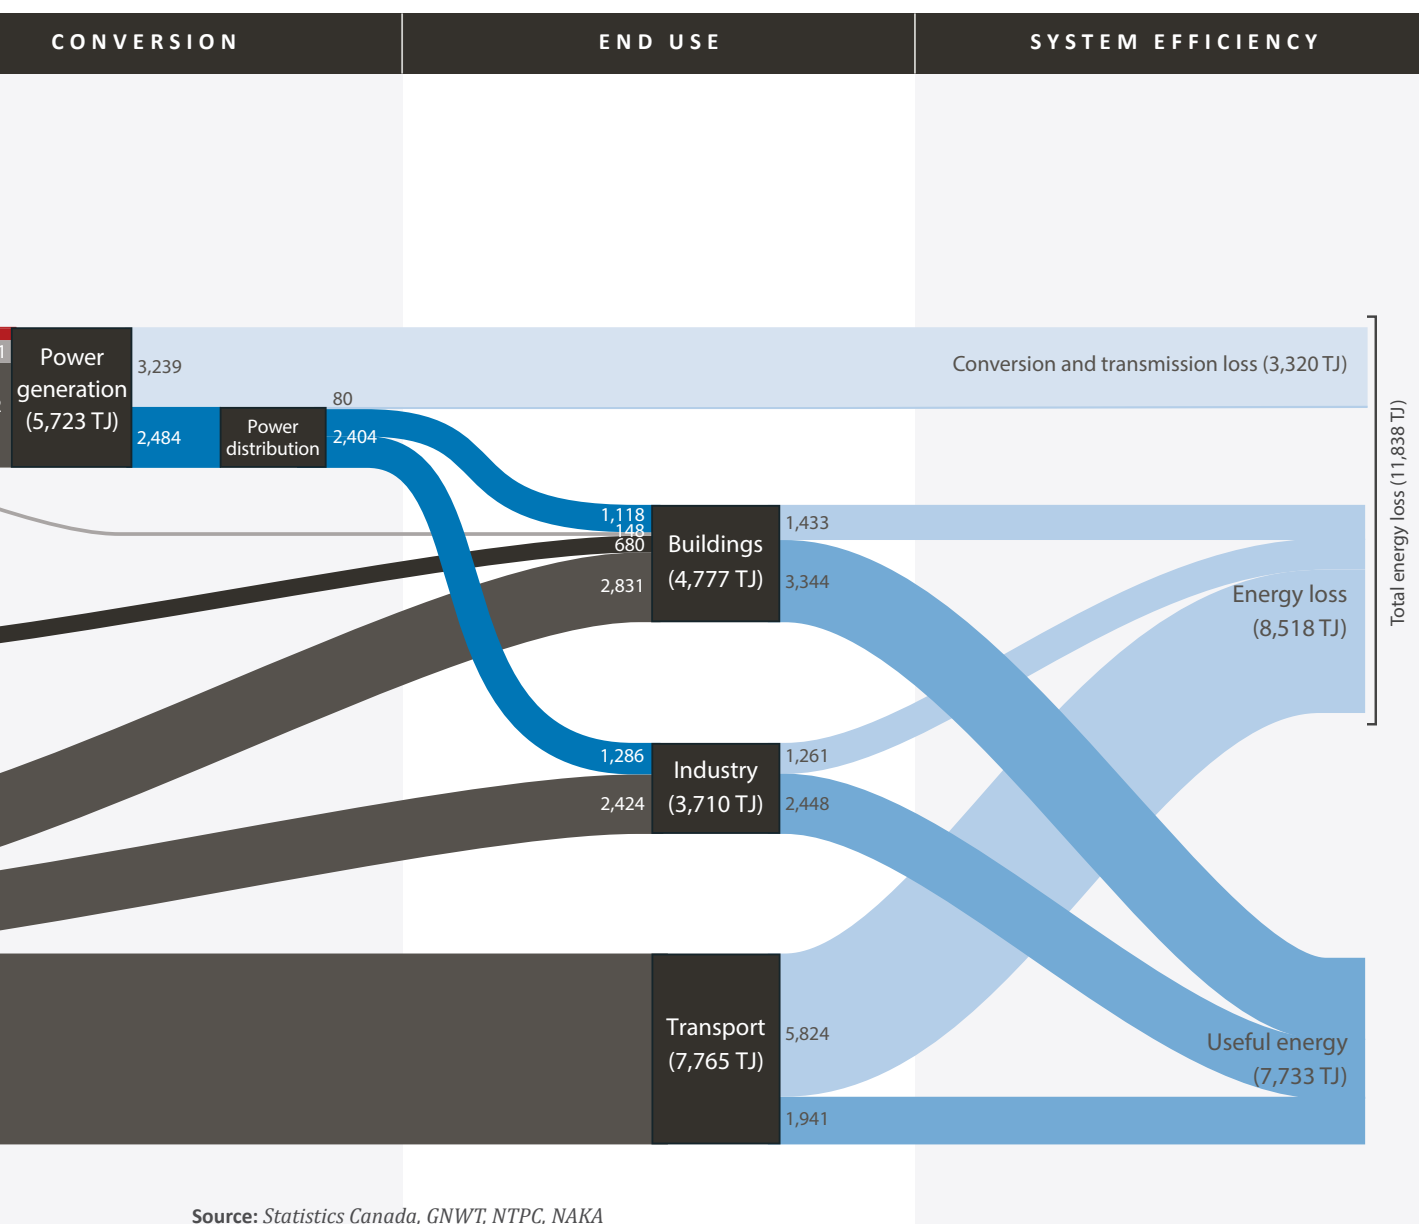 CONVERSION
END USE
SYSTEM EFFICIENCY
Power
generation
(5,723 TJ)
3,239
2,484
Power
distribution
80
2,404
Conversion and transmission loss (3,320 TJ)
Total energy loss (11,838 TJ)
1,118
148
680
2,831
Buildings
(4,777 TJ)
1,433
3,344
Energy loss
(8,518 TJ)
1,286
2,424
Industry
(3,710 TJ)
1,261
2,448
Transport
(7,765 TJ)
5,824
1,941
Useful energy
(7,733 TJ)
Source: Statistics Canada, GNWT, NTPC, NAKA